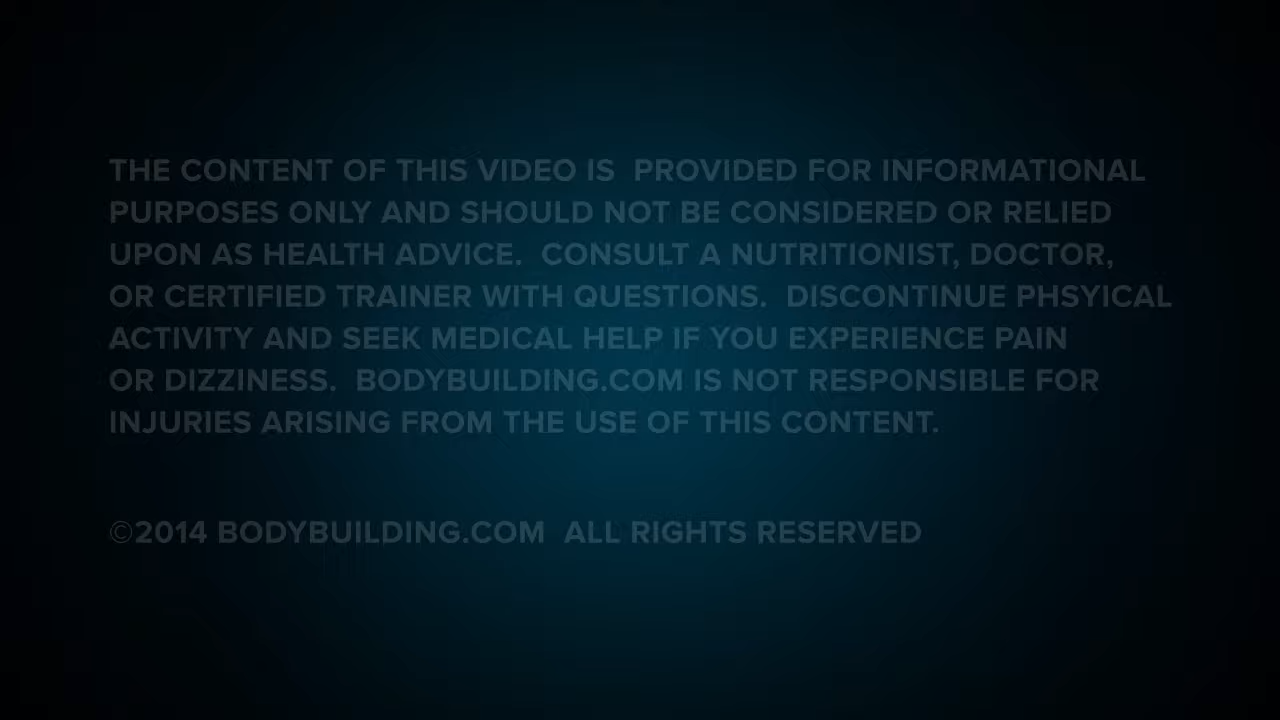 THE CONTENT OF THIS VIDEO IS  PROVIDED FOR INFORMATIONAL
PURPOSES ONLY AND SHOULD NOT BE CONSIDERED OR RELIED
UPON AS HEALTH ADVICE.  CONSULT A NUTRITIONIST, DOCTOR,
OR CERTIFIED TRAINER WITH QUESTIONS.  DISCONTINUE PHSYICAL
ACTIVITY AND SEEK MEDICAL HELP IF YOU EXPERIENCE PAIN
OR DIZZINESS.  BODYBUILDING.COM IS NOT RESPONSIBLE FOR
INJURIES ARISING FROM THE USE OF THIS CONTENT.
©2014 BODYBUILDING.COM  ALL RIGHTS RESERVED